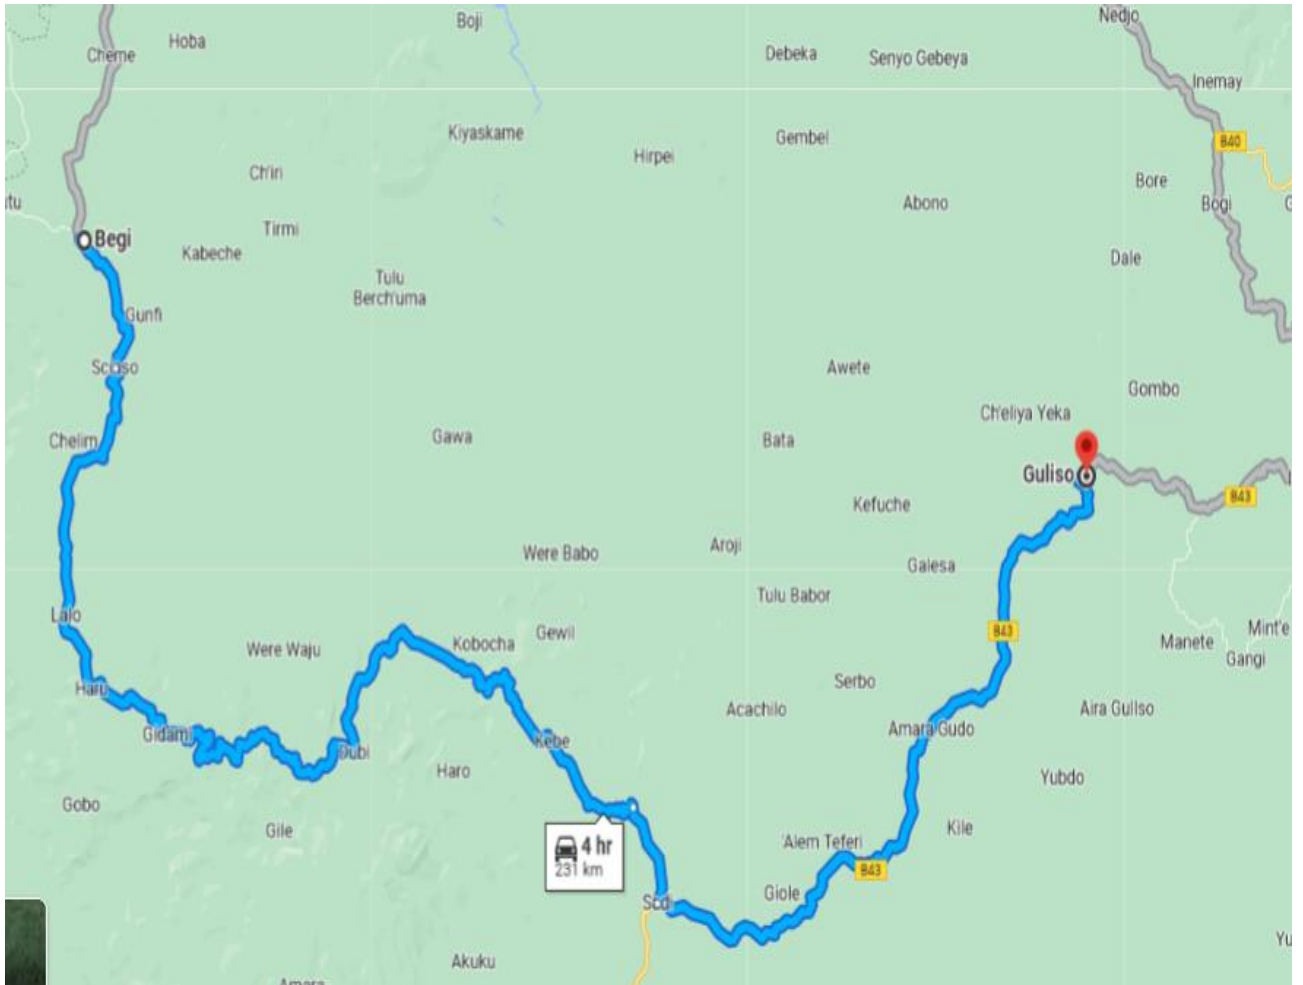 Nedjo
Boji
Hoba
Cheme
Debeka
Senyo Gebeya
Inemay
Kiyaskame
Gembel
B40
Hirpei
Ch'iri
Bore
tu
Abono
Bogi
G
Tirmi
Begi
Kabeche
Dale
Tulu
Berch'uma
Gunfi
Awete
Gombo
Ch'eliya Yeka
Chelim
Gawa
Bata
Guliso
B43
Kefuche
Were Babo
Aroji
Galesa
Tulu Babor
Lalo
B43
Mint'e
Kobocha
Gewil
Manete
Were Waju
Gangi
Haru
Serbo
Acachilo
Aira Guliso
Amara Gudo
Gidami
Kebe
Dubi
Haro
Yubdo
Gobo
Gile
Kile
'Alem Teferi
4 hr
231 km
B43
Giole
Yu
Akuku
Amara